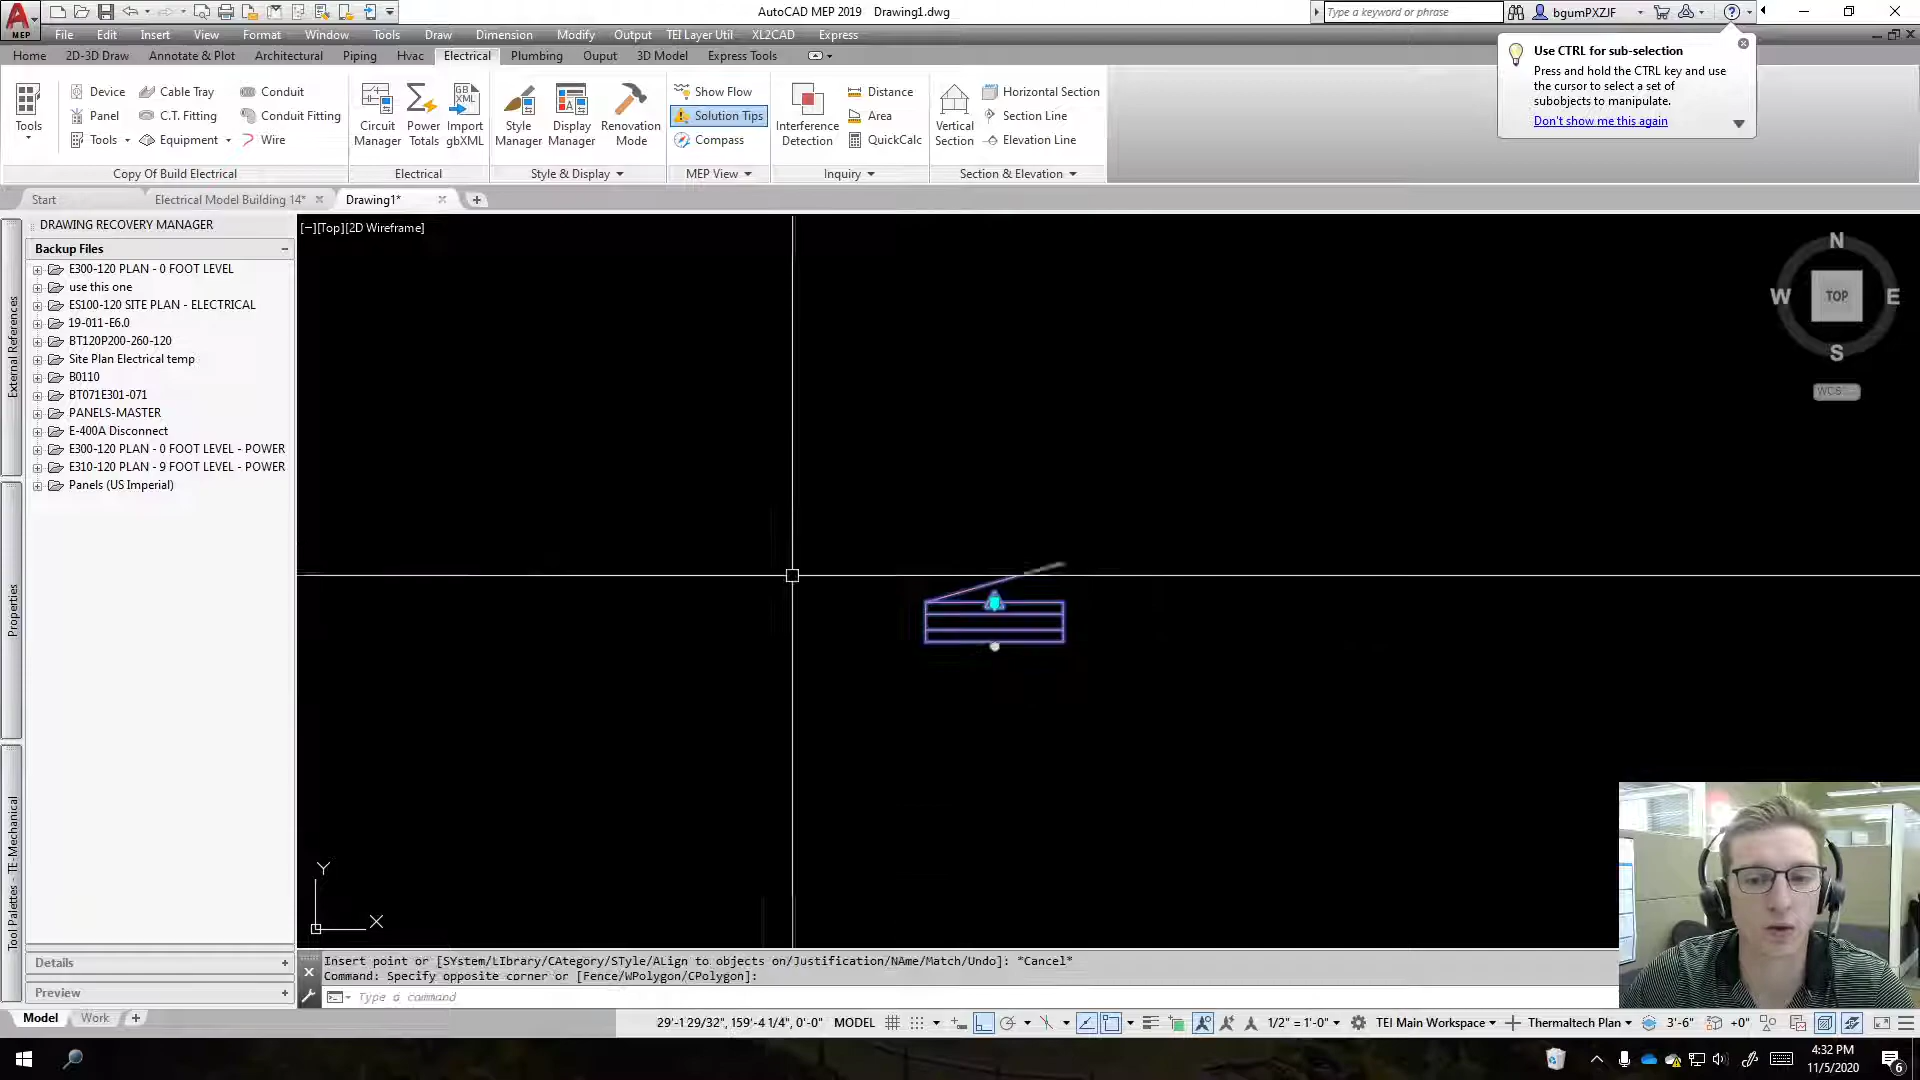 AutoCAD MEP 2019 Drawing1.dwg
Type a keyword or phrase
bgumPXZJF
MEP
File Edit Insert View Format Window Tools Draw Dimension Modify Output TEI Layer Util XL2CAD Express
Home 2D-3D Draw Annotate & Plot Architectural Piping Hvac Electrical Plumbing Ouput 3D Model Express Tools
Tools
Device
Panel
Tools
Cable Tray
C.T. Fitting
Equipment
Conduit
Conduit Fitting
Wire
Copy Of Build Electrical
Circuit
Manager
Power
Totals
Import
gbXML
Electrical
Style
Manager
Display
Manager
Renovation
Mode
Style & Display
Show Flow
Solution Tips
Compass
MEP View
Interference
Detection
Distance
Area
QuickCalc
Inquiry
Vertical
Section
Horizontal Section
Section Line
Elevation Line
Section & Elevation
Use CTRL for sub-selection
Press and hold the CTRL key and use
the cursor to select a set of
subobjects to manipulate.
Don't show me this again
Start Electrical Model Building 14* Drawing1*
DRAWING RECOVERY MANAGER
Backup Files
E300-120 PLAN - 0 FOOT LEVEL
use this one
ES100-120 SITE PLAN - ELECTRICAL
19-011-E6.0
BT120P200-260-120
Site Plan Electrical temp
B0110
BT071E301-071
PANELS-MASTER
E-400A Disconnect
E300-120 PLAN - 0 FOOT LEVEL - POWER
E310-120 PLAN - 9 FOOT LEVEL - POWER
Panels (US Imperial)
Details
Preview
External References
Properties
Tool Palettes - TE-Mechanical
[−][Top][2D Wireframe]
N
W TOP E
S
WCS
Y
X
Insert point or [SYstem/LIbrary/CAtegory/STyle/ALign to objects on/Justification/NAme/Match/Undo]: *Cancel*
Command: Specify opposite corner or [Fence/WPolygon/CPolygon]:
Type a command
Model Work
29'-1 29/32", 159'-4 1/4", 0'-0" MODEL 1/2" = 1'-0" TEI Main Workspace Thermaltech Plan 3'-6" +0"
4:32 PM
11/5/2020
6